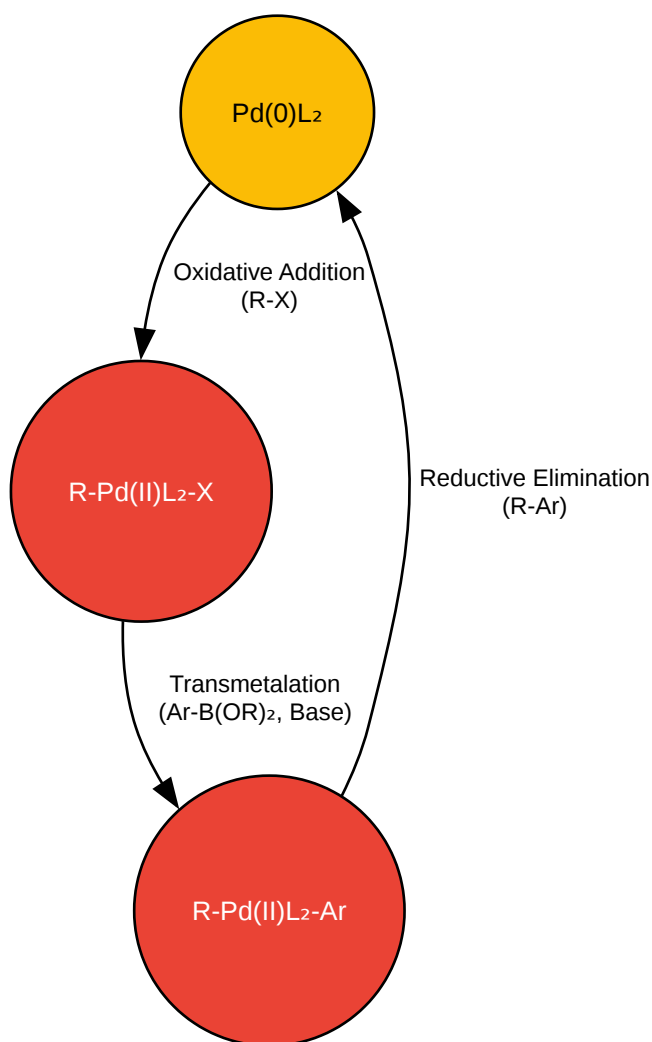 Pd(0)L₂
Oxidative Addition
(R-X)
R-Pd(II)L₂-X
Reductive Elimination
(R-Ar)
Transmetalation
(Ar-B(OR)₂, Base)
R-Pd(II)L₂-Ar